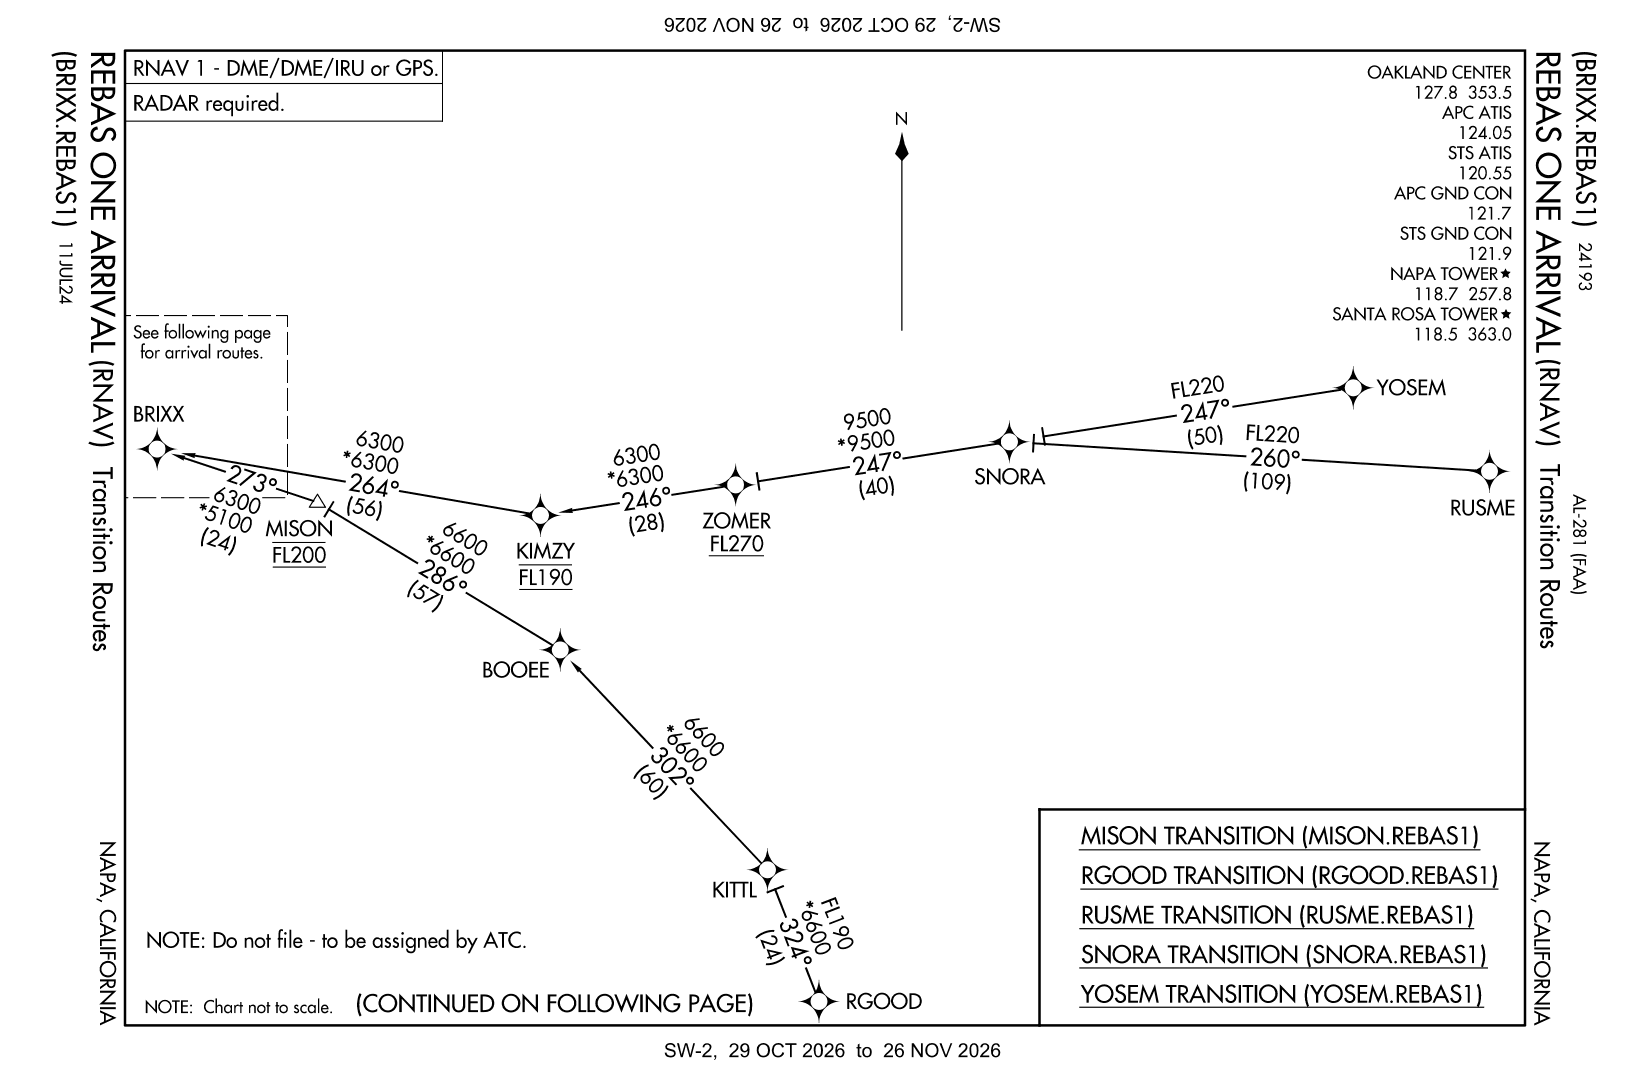 SW-2, 29 OCT 2026 to 26 NOV 2026
(BRIXX.REBAS1) 11JUL24
REBAS ONE ARRIVAL (RNAV) Transition Routes
NAPA, CALIFORNIA
RNAV 1 - DME/DME/IRU or GPS.
RADAR required.
N
OAKLAND CENTER
127.8 353.5
APC ATIS
124.05
STS ATIS
120.55
APC GND CON
121.7
STS GND CON
121.9
NAPA TOWER★
118.7 257.8
SANTA ROSA TOWER★
118.5 363.0
See following page
for arrival routes.
BRIXX
273°
6300
*5100
(24)
MISON
FL200
6300
*6300
264°
(56)
6600
*6600
286°
(57)
KIMZY
FL190
6300
*6300
246°
(28)
ZOMER
FL270
9500
*9500
247°
(40)
SNORA
FL220
247°
(50)
YOSEM
FL220
260°
(109)
RUSME
BOOEE
6600
*6600
302°
(60)
KITTL
FL190
*6600
324°
(24)
RGOOD
NOTE: Do not file - to be assigned by ATC.
NOTE: Chart not to scale.
(CONTINUED ON FOLLOWING PAGE)
MISON TRANSITION (MISON.REBAS1)
RGOOD TRANSITION (RGOOD.REBAS1)
RUSME TRANSITION (RUSME.REBAS1)
SNORA TRANSITION (SNORA.REBAS1)
YOSEM TRANSITION (YOSEM.REBAS1)
(BRIXX.REBAS1) 24193
REBAS ONE ARRIVAL (RNAV) Transition Routes
AL-281 (FAA)
NAPA, CALIFORNIA
SW-2, 29 OCT 2026 to 26 NOV 2026